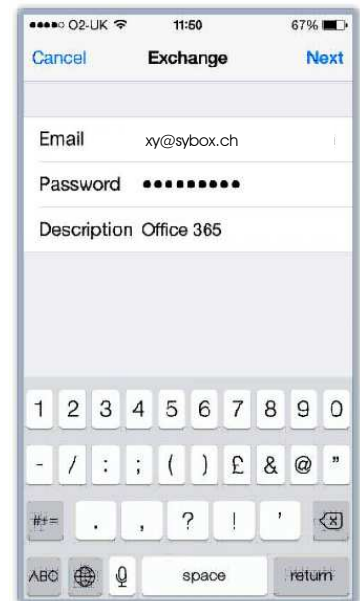 O2-UK 11:50 67%
Cancel Exchange Next
Email xy@sybox.ch
Password •••••••••
Description Office 365
1 2 3 4 5 6 7 8 9 0
- / : ; ( ) £ & @ "
#+= . , ? ! ' 
ABC space return